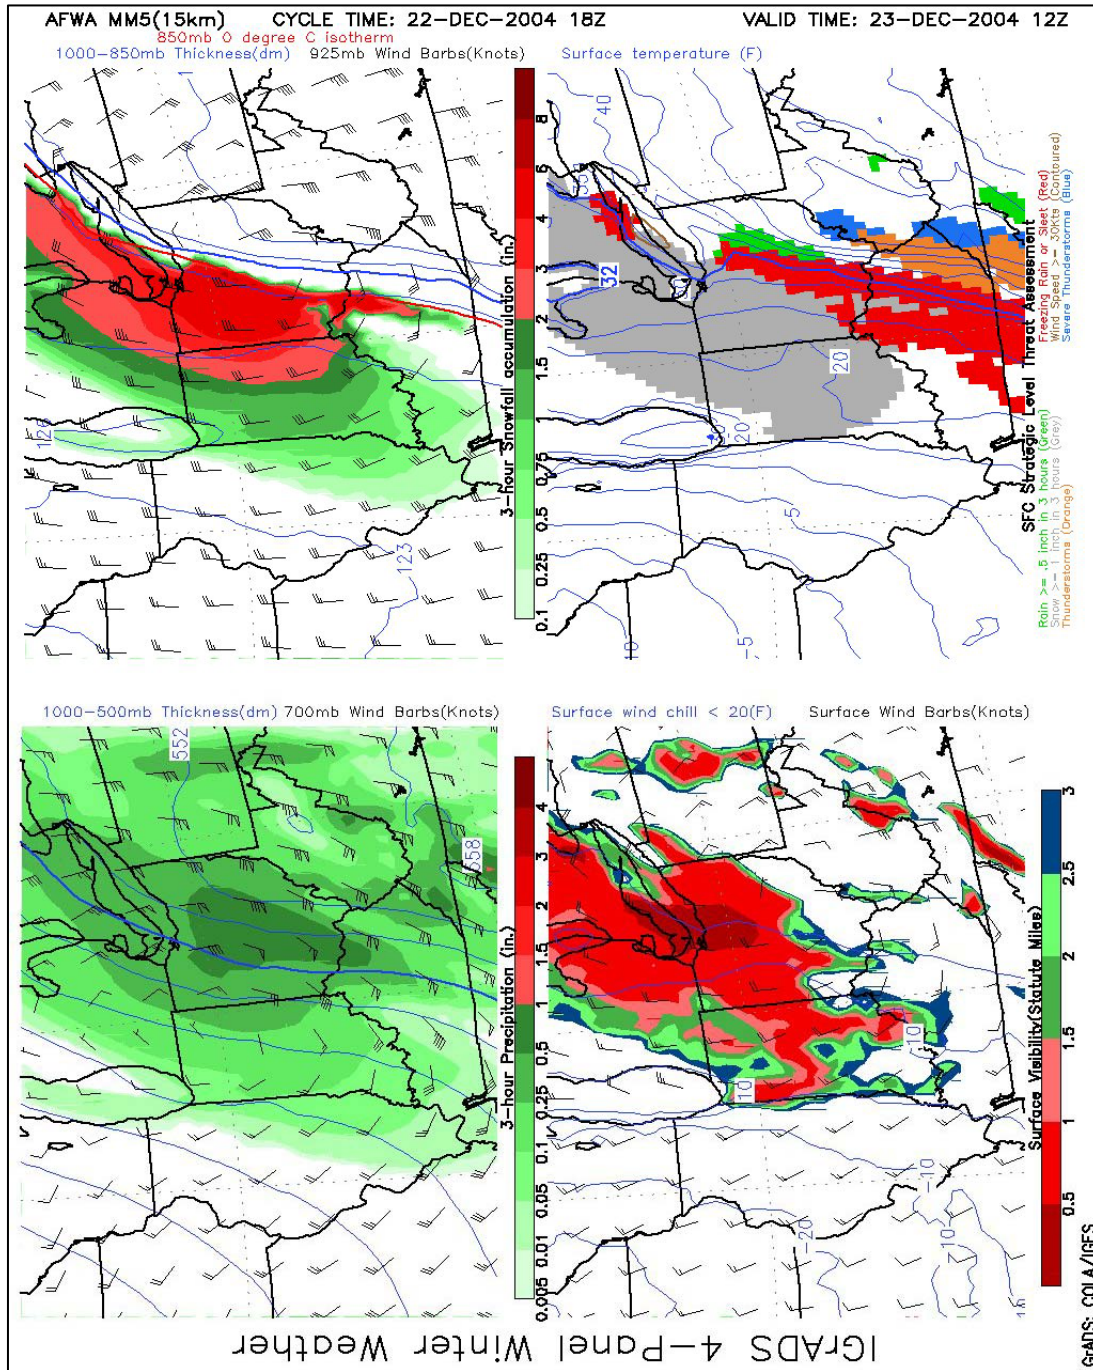 AFWA MM5(15km) CYCLE TIME: 22-DEC-2004 18Z VALID TIME: 23-DEC-2004 12Z
850mb 0 degree C isotherm
1000-850mb Thickness(dm) 925mb Wind Barbs(Knots)
Surface temperature (F)
126
123
3-hour Snowfall accumulation (in.)
0.1 0.25 0.5 0.75 1 1.5 2 3 4 6 8
40
32
20
-20
-5
-5
SFC Strategic Level Threat Assessment
Rain >= .5 inch in 3 hours (Green)
Snow >= 1 inch in 3 hours (Grey)
Thunderstorms (Orange)
Freezing Rain or Sleet (Red)
Wind Speed >= 30Kts (Contoured)
Severe Thunderstorms (Blue)
1000-500mb Thickness(dm) 700mb Wind Barbs(Knots)
Surface wind chill < 20(F) Surface Wind Barbs(Knots)
552
558
3-hour Precipitation (in.)
0.005 0.01 0.05 0.1 0.25 0.5 1 1.5 2 3 4
10
10
-10
-20
-10
Surface Visibility(Statute Miles)
0.5 1 1.5 2 2.5 3
IGrADS 4-Panel Winter Weather
GrADS: COLA/IGES